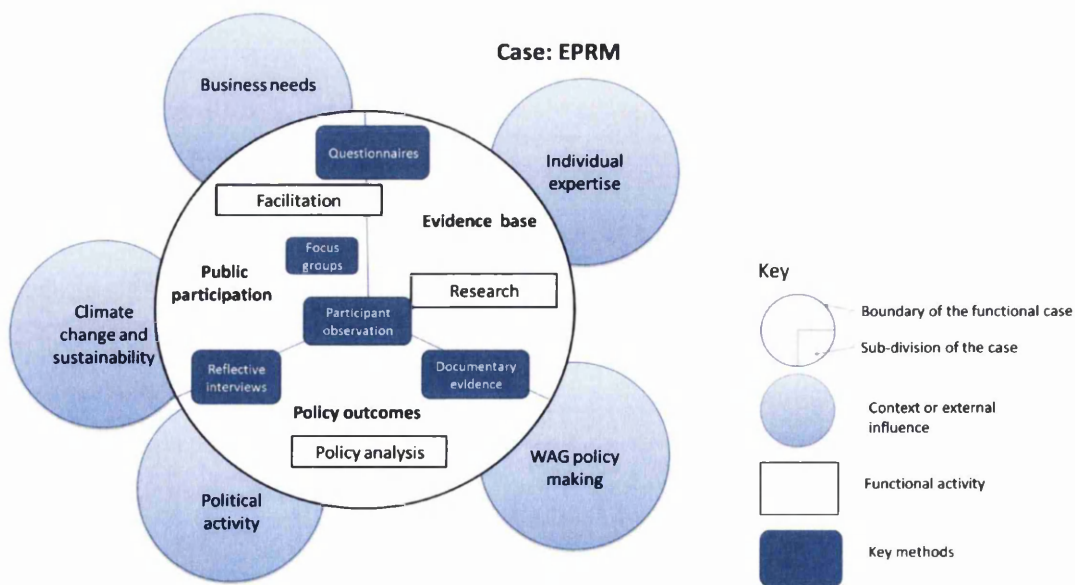 Case: EPRM
Business needs
Questionnaires
Individual
expertise
Facilitation
Evidence base
Focus
groups
Public
participation
Research
Climate
change and
sustainability
Participant
observation
Reflective
interviews
Documentary
evidence
Policy outcomes
Policy analysis
WAG policy
making
Political
activity
Key
Boundary of the functional case
Sub-division of the case
Context or external
influence
Functional activity
Key methods